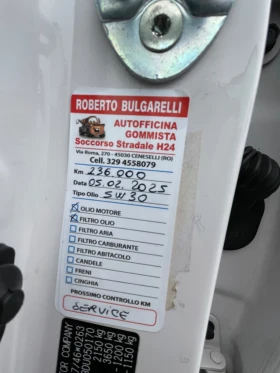 ROBERTO BULGARELLI
AUTOFFICINA
GOMMISTA
Soccorso Stradale H24
Via Roma, 270 - 45030 CENESELLI (RO)
Cell. 329 4558079
Km 236.000
Data 05.02.2025
Tipo Olio 5W30
OLIO MOTORE
FILTRO OLIO
FILTRO ARIA
FILTRO CARBURANTE
FILTRO ABITACOLO
CANDELE
FRENI
CINGHIA
PROSSIMO CONTROLLO KM
SERVICE
OR COMPANY